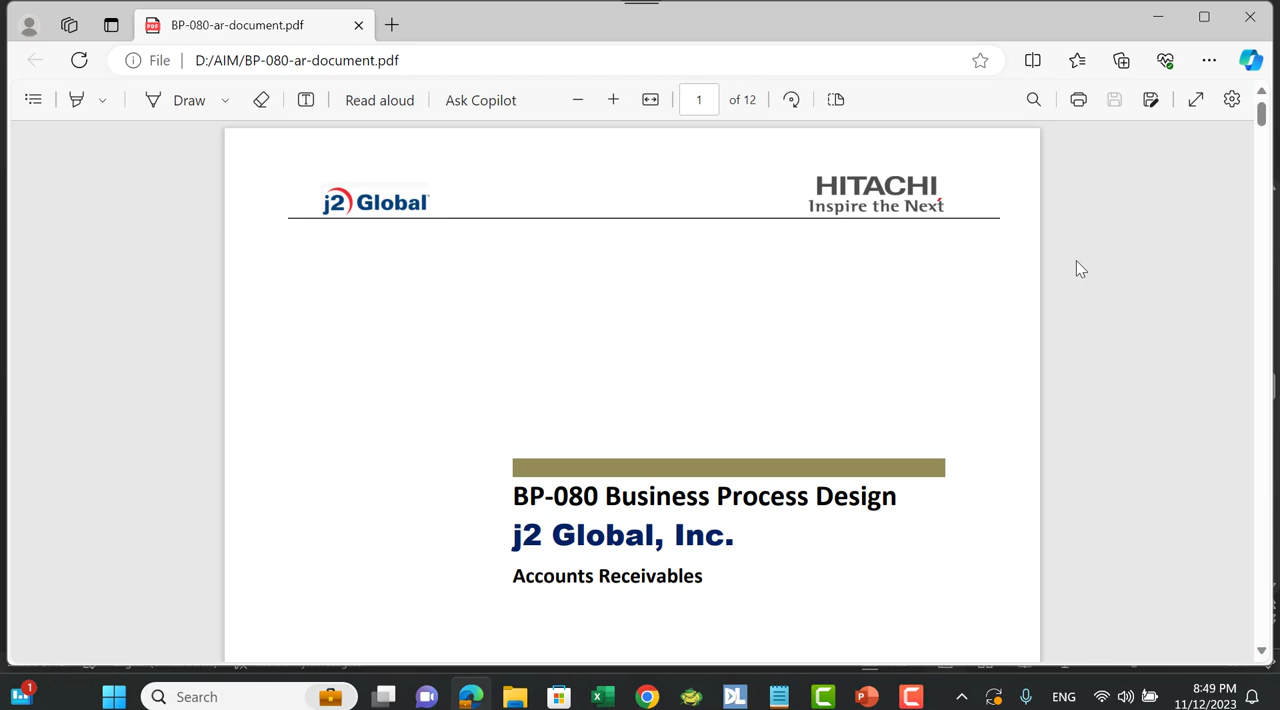 BP-080-ar-document.pdf
File D:/AIM/BP-080-ar-document.pdf
Draw Read aloud Ask Copilot 1 of 12
j2 Global
HITACHI
Inspire the Next
BP-080 Business Process Design
j2 Global, Inc.
Accounts Receivables
1
Search
ENG
8:49 PM
11/12/2023